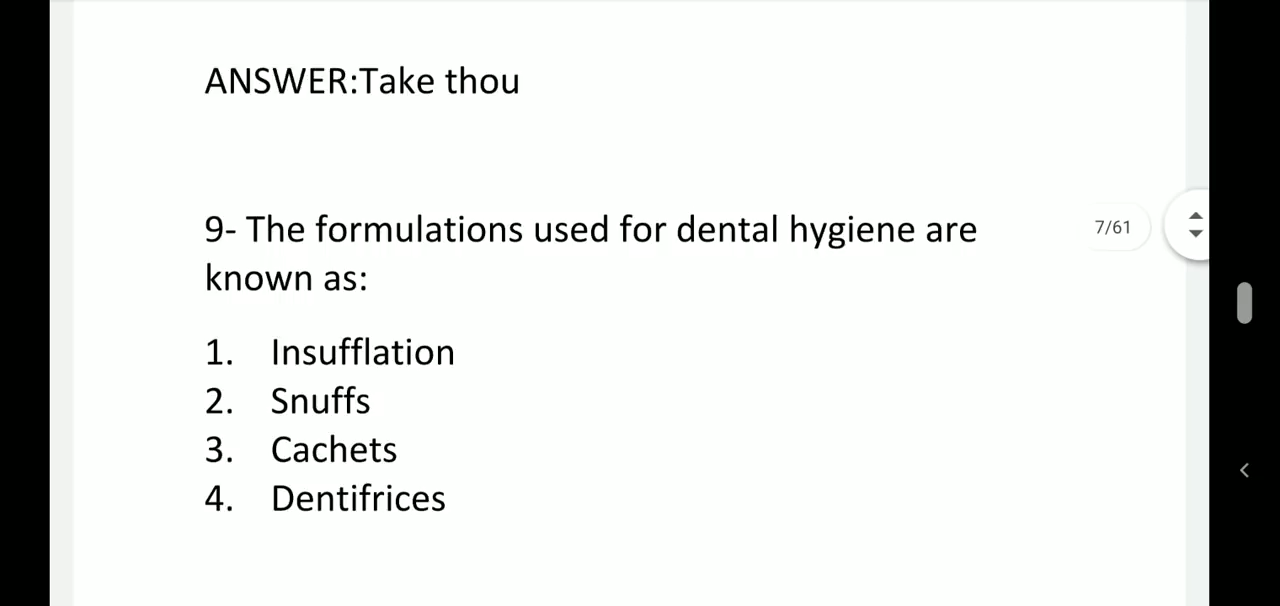 ANSWER:Take thou
9- The formulations used for dental hygiene are
known as:
7/61
1. Insufflation
2. Snuffs
3. Cachets
4. Dentifrices